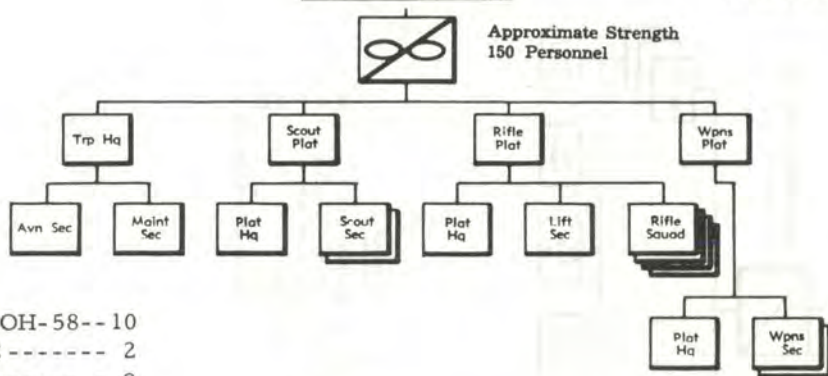 Approximate Strength
150 Personnel
Trp Hq
Scout
Plat
Rifle
Plat
Wpns
Plat
Avn Sec
Maint
Sec
Plat
Hq
Scout
Sec
Plat
Hq
Lift
Sec
Rifle
Squad
OH-58--10
------- 2
Plat
Hq
Wpns
Sec